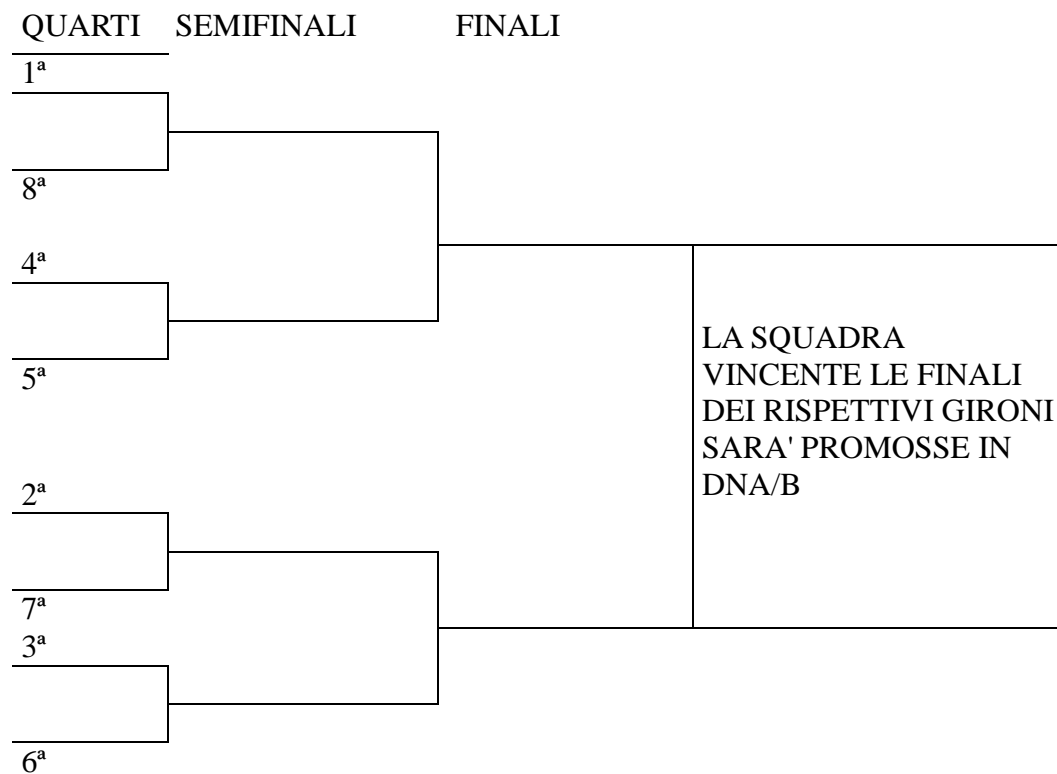 QUARTI SEMIFINALI FINALI
1ª
8ª
4ª
5ª
LA SQUADRA
VINCENTE LE FINALI
DEI RISPETTIVI GIRONI
SARA' PROMOSSE IN
DNA/B
2ª
7ª
3ª
6ª